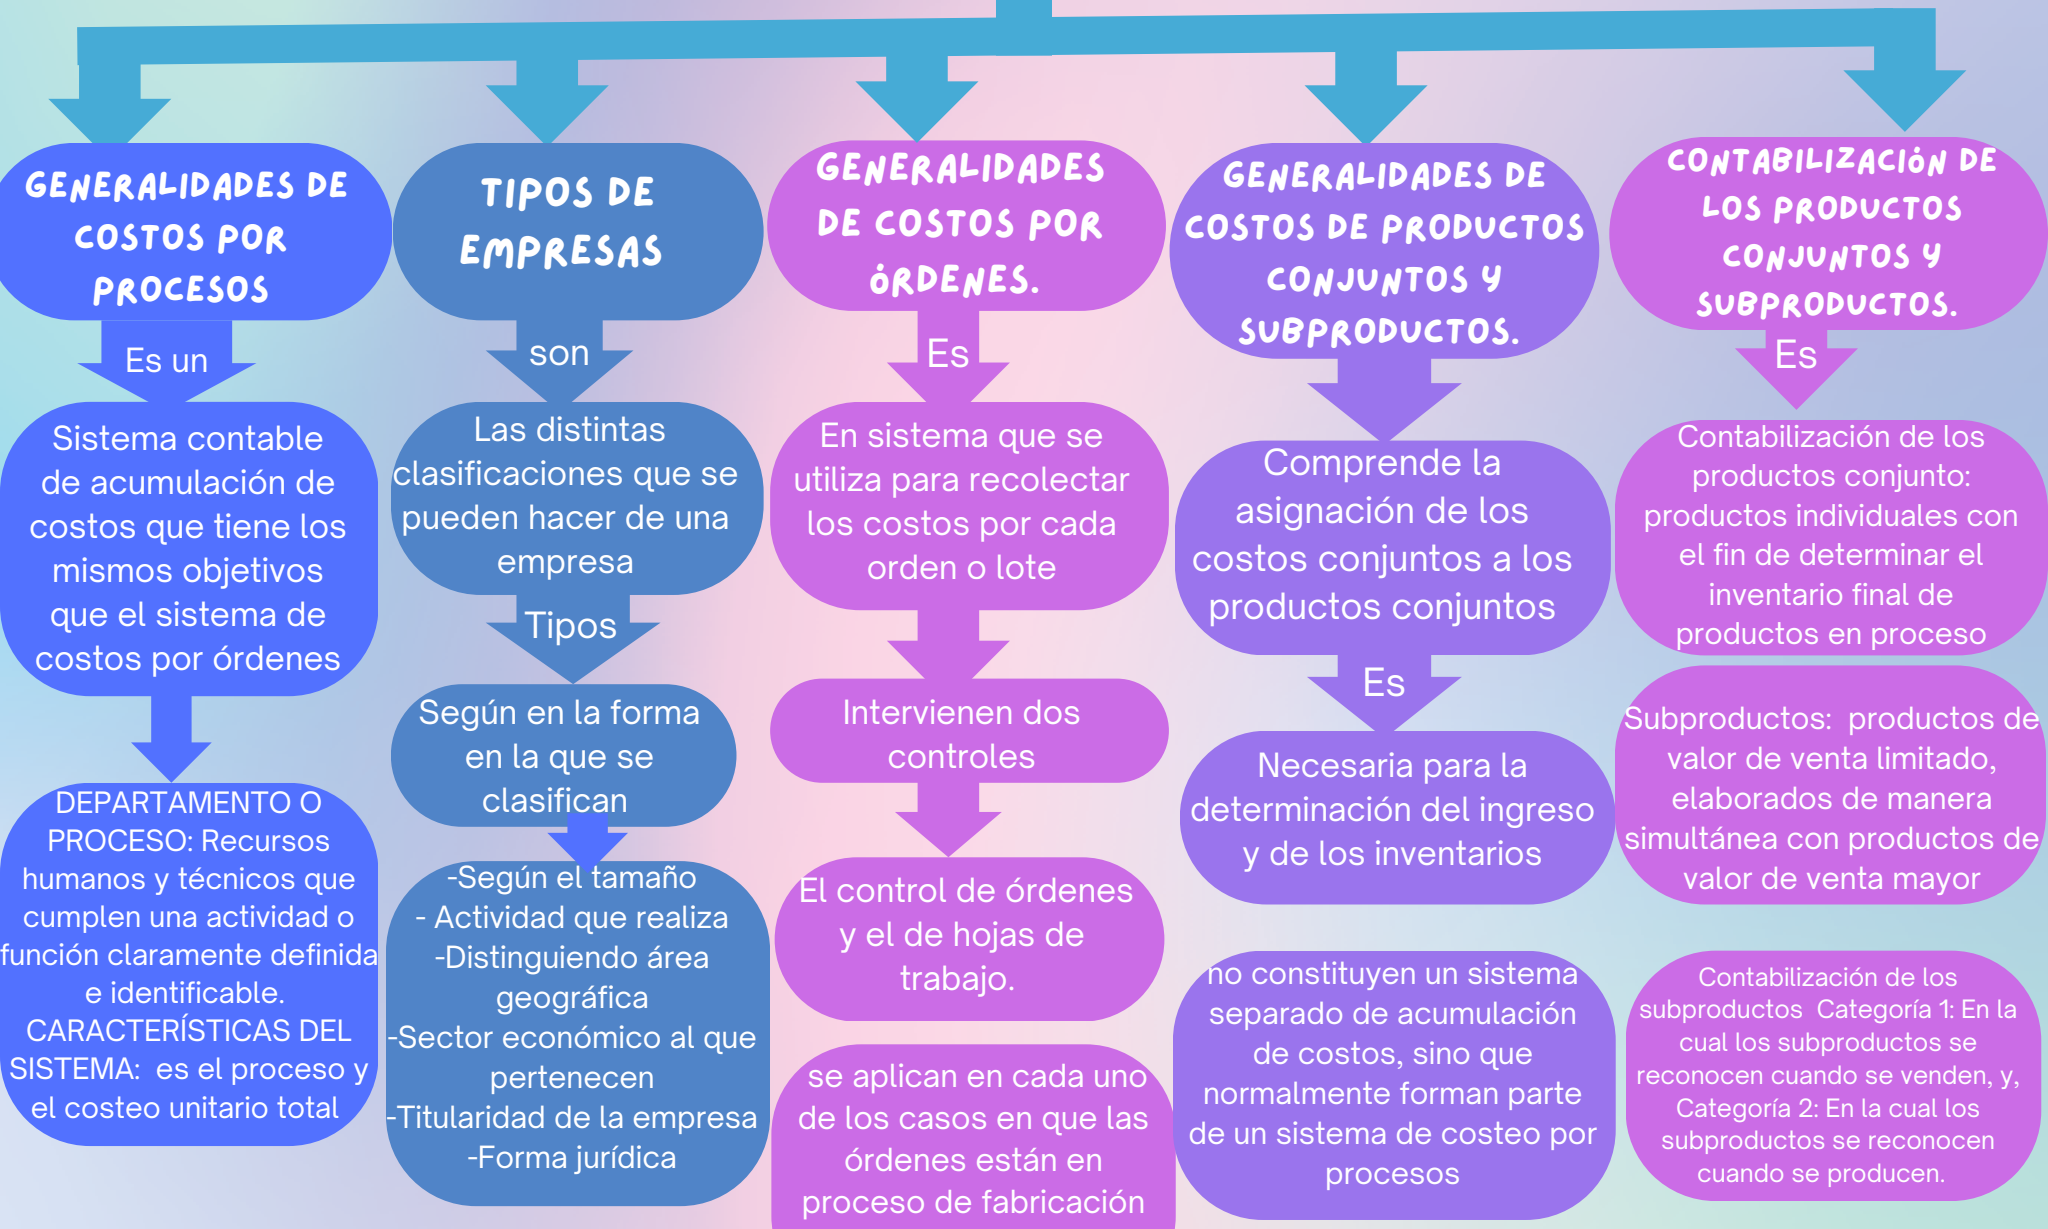 GENERALIDADES DE
COSTOS POR
PROCESOS
Es un
Sistema contable
de acumulación de
costos que tiene los
mismos objetivos
que el sistema de
costos por órdenes
DEPARTAMENTO O
PROCESO: Recursos
humanos y técnicos que
cumplen una actividad o
función claramente definida
e identificable.
CARACTERÍSTICAS DEL
SISTEMA: es el proceso y
el costeo unitario total
TIPOS DE
EMPRESAS
son
Las distintas
clasificaciones que se
pueden hacer de una
empresa
Tipos
Según en la forma
en la que se
clasifican
-Según el tamaño
- Actividad que realiza
-Distinguiendo área
geográfica
-Sector económico al que
pertenecen
-Titularidad de la empresa
-Forma jurídica
GENERALIDADES
DE COSTOS POR
ÓRDENES.
Es
En sistema que se
utiliza para recolectar
los costos por cada
orden o lote
Intervienen dos
controles
El control de órdenes
y el de hojas de
trabajo.
se aplican en cada uno
de los casos en que las
órdenes están en
proceso de fabricación
GENERALIDADES DE
COSTOS DE PRODUCTOS
CONJUNTOS Y
SUBPRODUCTOS.
Comprende la
asignación de los
costos conjuntos a los
productos conjuntos
Es
Necesaria para la
determinación del ingreso
y de los inventarios
no constituyen un sistema
separado de acumulación
de costos, sino que
normalmente forman parte
de un sistema de costeo por
procesos
CONTABILIZACIÓN DE
LOS PRODUCTOS
CONJUNTOS Y
SUBPRODUCTOS.
Es
Contabilización de los
productos conjunto:
productos individuales con
el fin de determinar el
inventario final de
productos en proceso
Subproductos: productos de
valor de venta limitado,
elaborados de manera
simultánea con productos de
valor de venta mayor
Contabilización de los
subproductos Categoría 1: En la
cual los subproductos se
reconocen cuando se venden, y,
Categoría 2: En la cual los
subproductos se reconocen
cuando se producen.